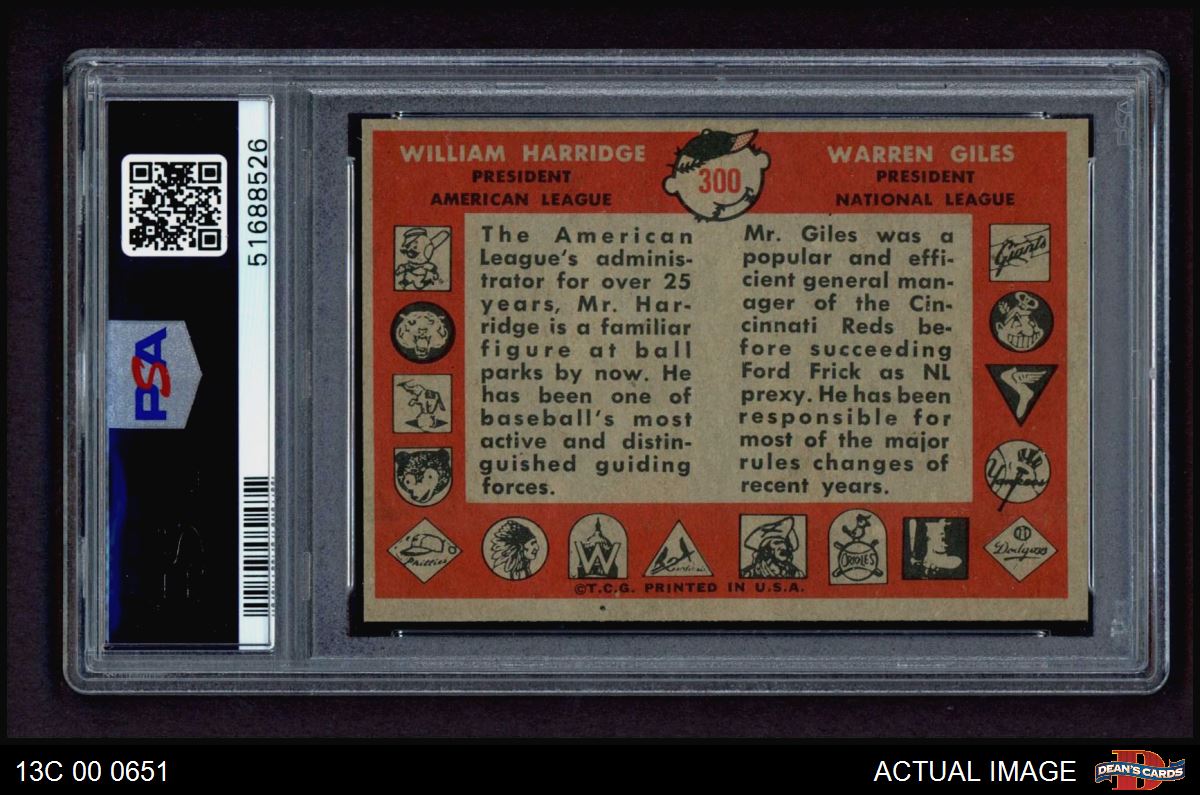 51688526
PSA
WILLIAM HARRIDGE
PRESIDENT
AMERICAN LEAGUE
300
WARREN GILES
PRESIDENT
NATIONAL LEAGUE
The American
League's adminis-
trator for over 25
years, Mr. Har-
ridge is a familiar
figure at ball
parks by now. He
has been one of
baseball's most
active and distin-
guished guiding
forces.
Mr. Giles was a
popular and effi-
cient general man-
ager of the Cin-
cinnati Reds be-
fore succeeding
Ford Frick as NL
prexy. He has been
responsible for
most of the major
rules changes of
recent years.
Giants
Yankees
Phillies
W
ORIOLES
Dodgers
©T.C.G. PRINTED IN U.S.A.
13C 00 0651
ACTUAL IMAGE
DEAN'S CARDS